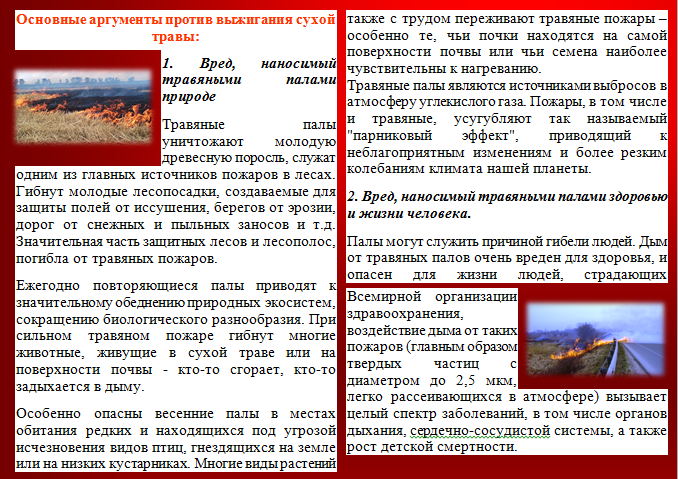 Основные аргументы против выжигания сухой
травы:
1. Вред, наносимый
травяными палами
природе
Травяные палы
уничтожают молодую
древесную поросль, служат
одним из главных источников пожаров в лесах.
Гибнут молодые лесопосадки, создаваемые для
защиты полей от иссушения, берегов от эрозии,
дорог от снежных и пыльных заносов и т.д.
Значительная часть защитных лесов и лесополос,
погибла от травяных пожаров.
Ежегодно повторяющиеся палы приводят к
значительному обеднению природных экосистем,
сокращению биологического разнообразия. При
сильном травяном пожаре гибнут многие
животные, живущие в сухой траве или на
поверхности почвы - кто-то сгорает, кто-то
задыхается в дыму.
Особенно опасны весенние палы в местах
обитания редких и находящихся под угрозой
исчезновения видов птиц, гнездящихся на земле
или на низких кустарниках. Многие виды растений
также с трудом переживают травяные пожары –
особенно те, чьи почки находятся на самой
поверхности почвы или чьи семена наиболее
чувствительны к нагреванию.
Травяные палы являются источниками выбросов в
атмосферу углекислого газа. Пожары, в том числе
и травяные, усугубляют так называемый
"парниковый эффект", приводящий к
неблагоприятным изменениям и более резким
колебаниям климата нашей планеты.
2. Вред, наносимый травяными палами здоровью
и жизни человека.
Палы могут служить причиной гибели людей. Дым
от травяных палов очень вреден для здоровья, и
опасен для жизни людей, страдающих
Всемирной организации
здравоохранения,
воздействие дыма от таких
пожаров (главным образом
твердых частиц с
диаметром до 2,5 мкм,
легко рассеивающихся в атмосфере) вызывает
целый спектр заболеваний, в том числе органов
дыхания, сердечно-сосудистой системы, а также
рост детской смертности.